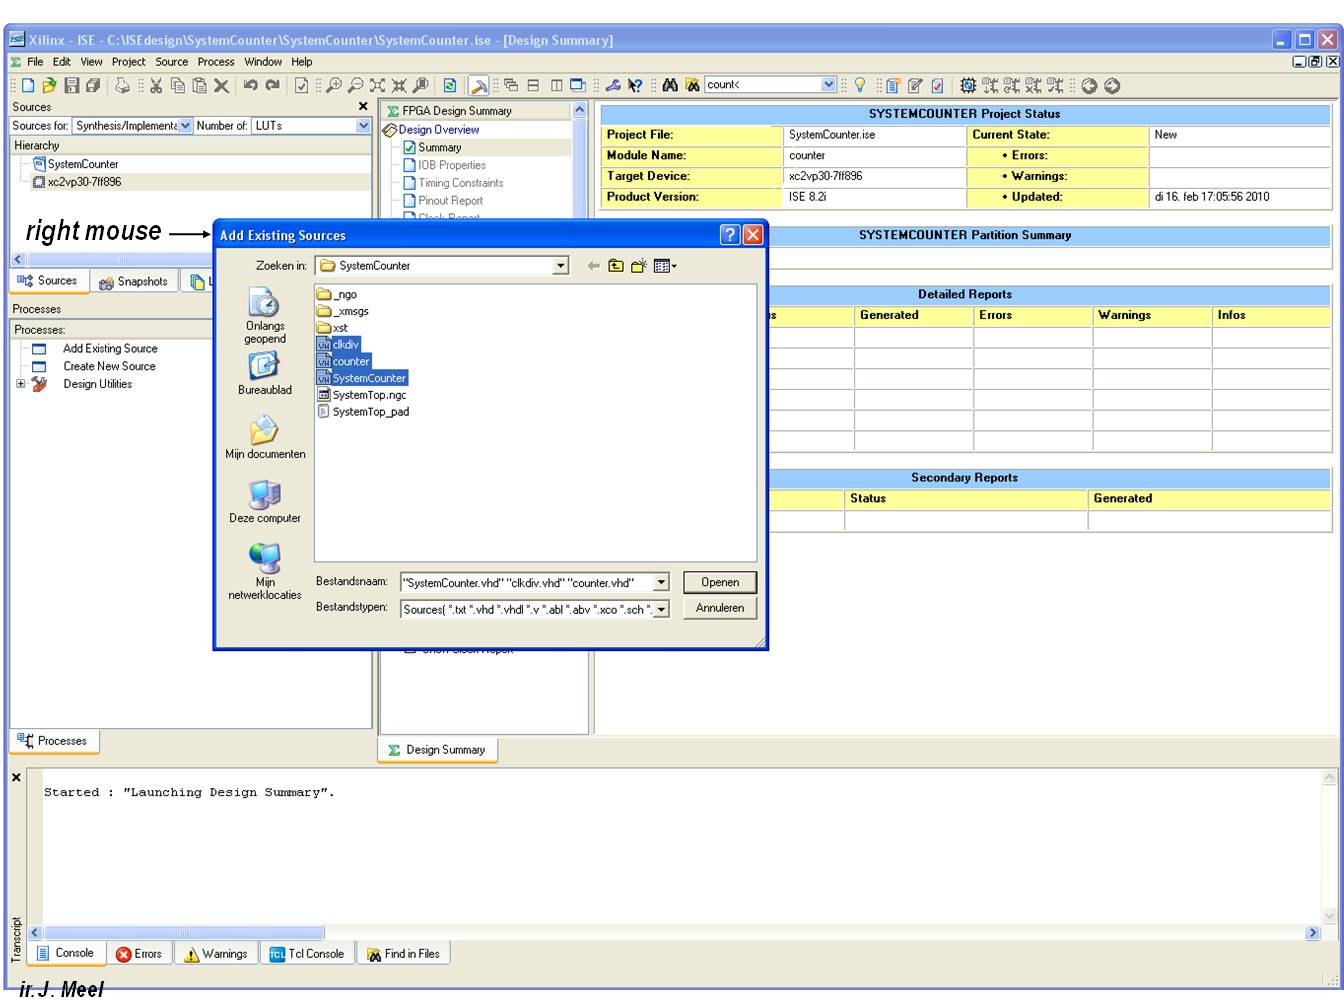 Xilinx - ISE - C:\ISEdesign\SystemCounter\SystemCounter\SystemCounter.ise - [Design Summary]
File Edit View Project Source Process Window Help
count<
Sources
Sources for: Synthesis/Implementa Number of: LUTs
Hierarchy
SystemCounter
xc2vp30-7ff896
right mouse
Sources Snapshots L
Processes
Processes:
Add Existing Source
Create New Source
Design Utilities
Processes
FPGA Design Summary
Design Overview
Summary
IOB Properties
Timing Constraints
Pinout Report
Clock Report
Design Summary
SYSTEMCOUNTER Project Status
Project File: SystemCounter.ise Current State: New
Module Name: counter • Errors:
Target Device: xc2vp30-7ff896 • Warnings:
Product Version: ISE 8.2i • Updated: di 16. feb 17:05:56 2010
SYSTEMCOUNTER Partition Summary
Detailed Reports
Generated Errors Warnings Infos
Secondary Reports
Status Generated
Add Existing Sources
Zoeken in: SystemCounter
Onlangs geopend
Bureaublad
Mijn documenten
Deze computer
Mijn netwerklocaties
_ngo
_xmsgs
xst
clkdiv
counter
SystemCounter
SystemTop.ngc
SystemTop_pad
Bestandsnaam: "SystemCounter.vhd" "clkdiv.vhd" "counter.vhd" Openen
Bestandstypen: Sources( *.txt *.vhd *.vhdl *.v *.abl *.abv *.xco *.sch *. Annuleren
Started : "Launching Design Summary".
Transcript
Console Errors Warnings Tcl Console Find in Files
ir. J. Meel